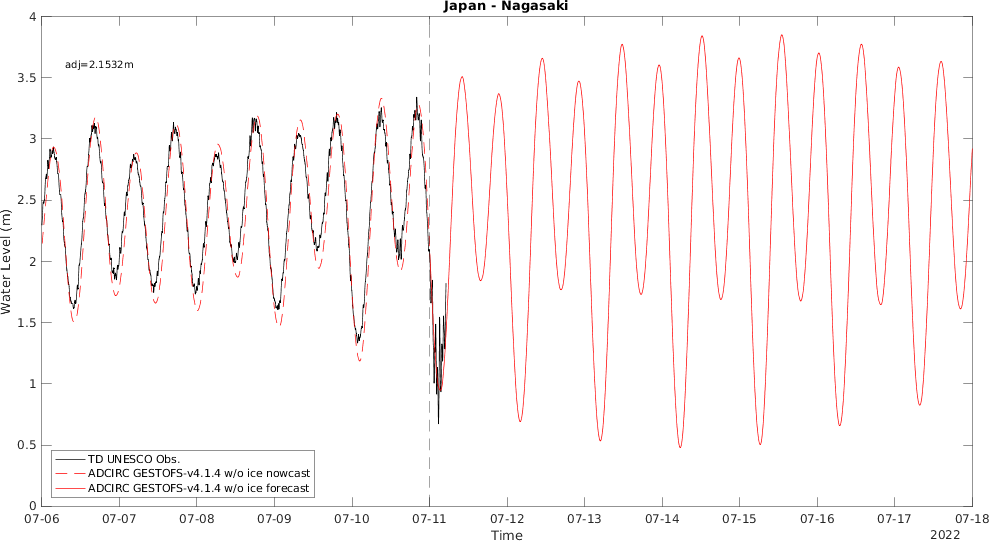 Japan - Nagasaki
adj=2.1532m
Water Level (m)
4
3.5
3
2.5
2
1.5
1
0.5
0
TD UNESCO Obs.
ADCIRC GESTOFS-v4.1.4 w/o ice nowcast
ADCIRC GESTOFS-v4.1.4 w/o ice forecast
07-06 07-07 07-08 07-09 07-10 07-11 07-12 07-13 07-14 07-15 07-16 07-17 07-18
Time
2022